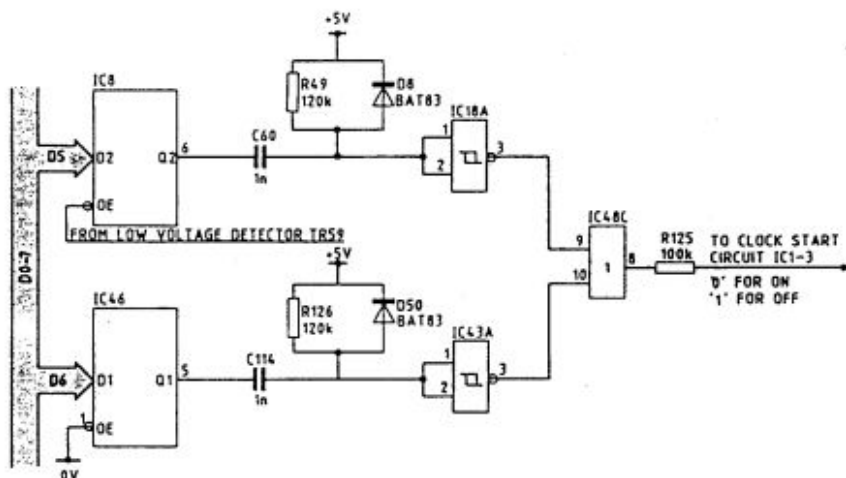 +5V
IC8
R49
120k
D8
BAT83
IC18A
C60
1n
D5
D2
Q2
6
1
2
3
OE
FROM LOW VOLTAGE DETECTOR TR59
IC48C
9
10
1
8
R125
100k
TO CLOCK START
CIRCUIT IC1-3
'0' FOR ON
'1' FOR OFF
D0-7
+5V
IC46
R126
120k
D50
BAT83
IC43A
C114
1n
D6
D1
Q1
5
1
2
3
1
OE
0V